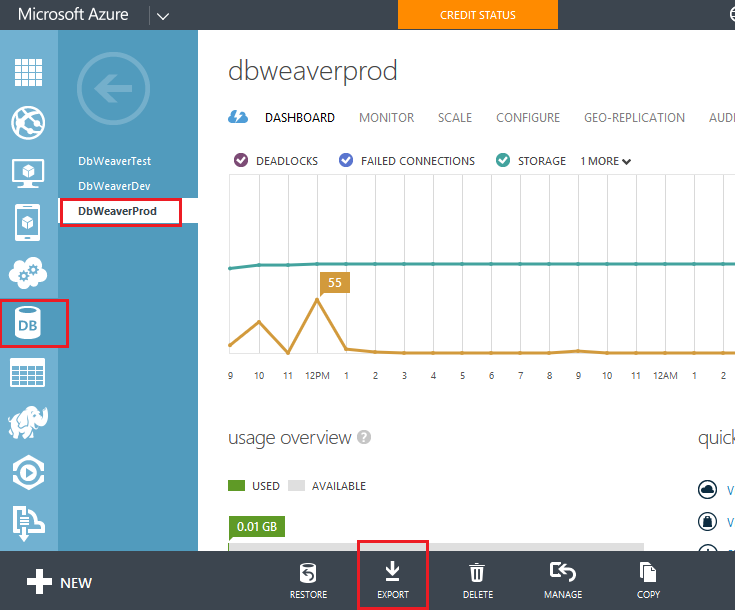 Microsoft Azure
CREDIT STATUS
DbWeaverTest
DbWeaverDev
DbWeaverProd
DB
dbweaverprod
DASHBOARD MONITOR SCALE CONFIGURE GEO-REPLICATION AUDI
DEADLOCKS FAILED CONNECTIONS STORAGE 1 MORE
55
9 10 11 12PM 1 2 3 4 5 6 7 8 9 10 11 12AM 1 2
usage overview ?
quick
USED AVAILABLE
0.01 GB
V
V
NEW
RESTORE EXPORT DELETE MANAGE COPY